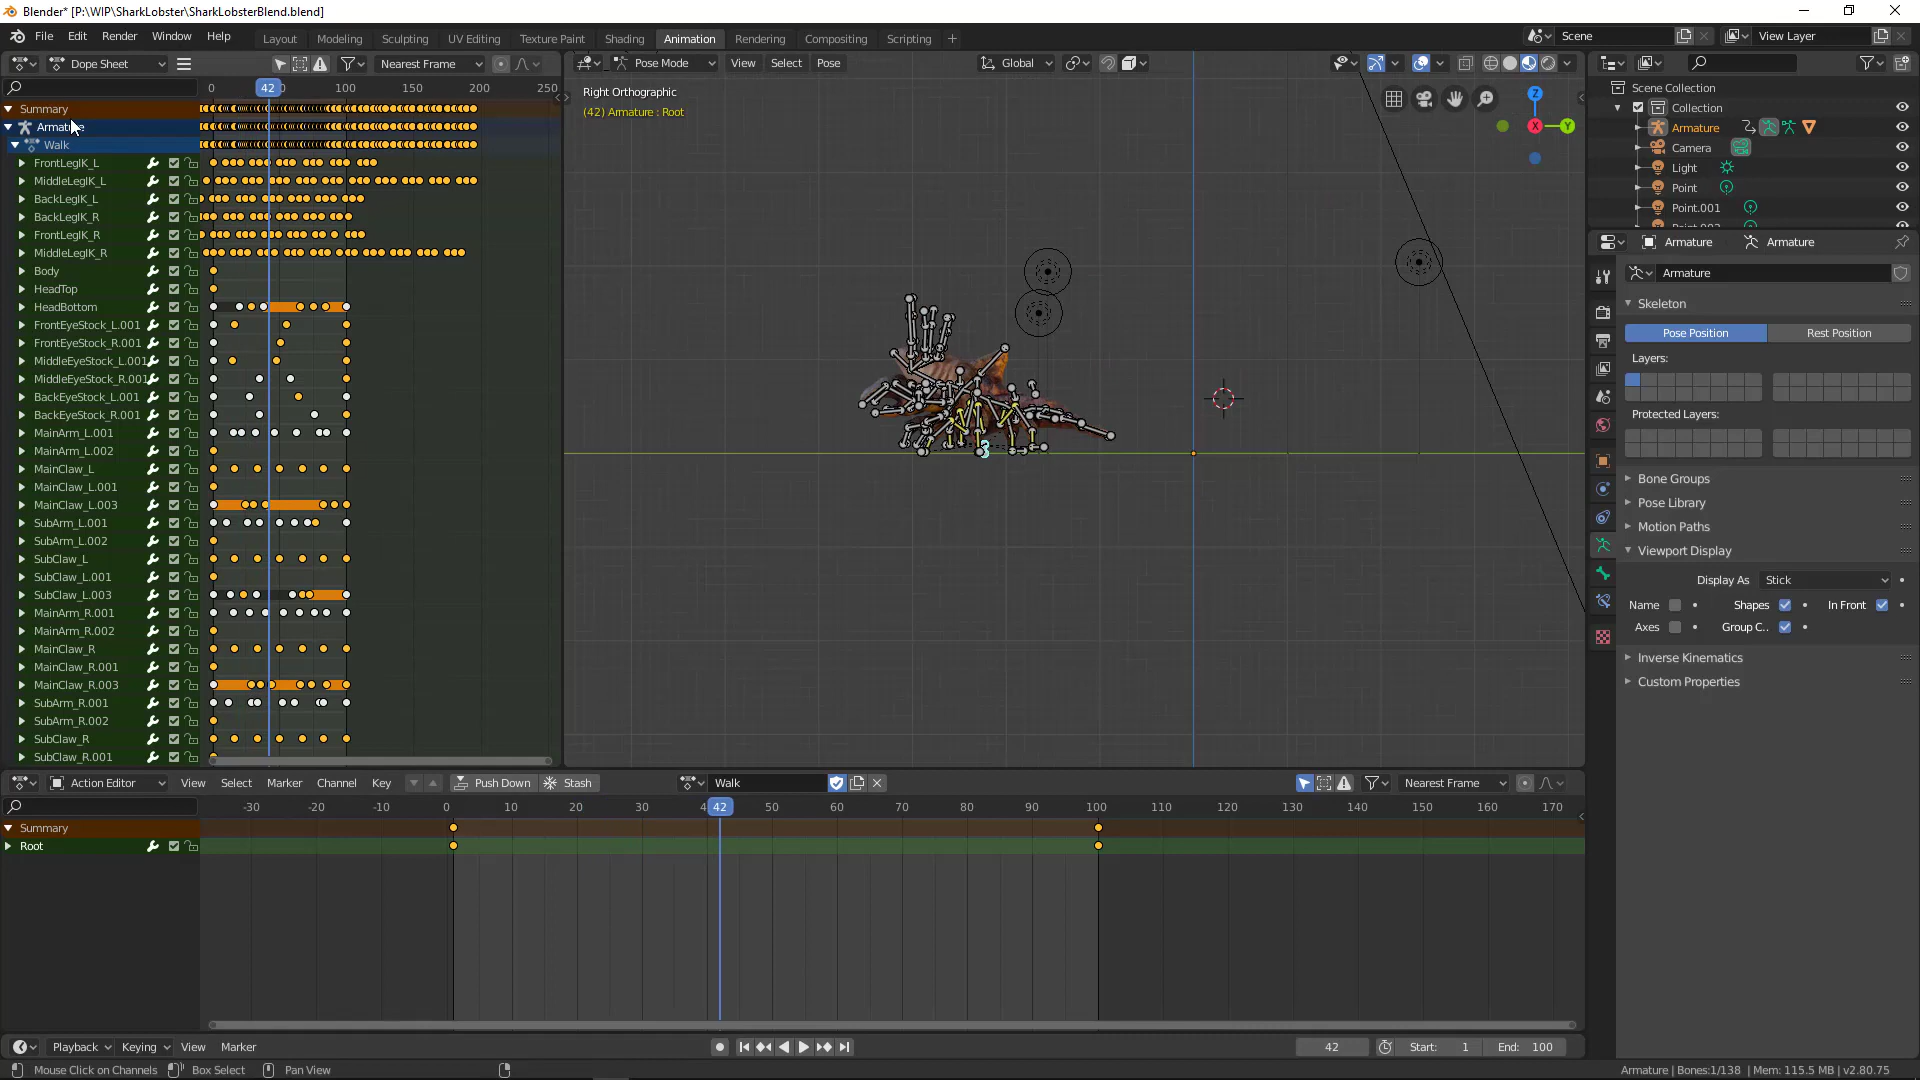 Blender* [P:\WIP\SharkLobster\SharkLobsterBlend.blend]
File Edit Render Window Help Layout Modeling Sculpting UV Editing Texture Paint Shading Animation Rendering Compositing Scripting + Scene View Layer
Dope Sheet Nearest Frame Pose Mode View Select Pose Global
0 42 100 150 200 250
Right Orthographic
(42) Armature : Root
Summary
Armature
Walk
FrontLegIK_L
MiddleLegIK_L
BackLegIK_L
BackLegIK_R
FrontLegIK_R
MiddleLegIK_R
Body
HeadTop
HeadBottom
FrontEyeStock_L.001
FrontEyeStock_R.001
MiddleEyeStock_L.001
MiddleEyeStock_R.001
BackEyeStock_L.001
BackEyeStock_R.001
MainArm_L.001
MainArm_L.002
MainClaw_L
MainClaw_L.001
MainClaw_L.003
SubArm_L.001
SubArm_L.002
SubClaw_L
SubClaw_L.001
SubClaw_L.003
MainArm_R.001
MainArm_R.002
MainClaw_R
MainClaw_R.001
MainClaw_R.003
SubArm_R.001
SubArm_R.002
SubClaw_R
SubClaw_R.001
Z
X
Y
Scene Collection
Collection
Armature
Camera
Light
Point
Point.001
Armature Armature
Armature
Skeleton
Pose Position Rest Position
Layers:
Protected Layers:
Bone Groups
Pose Library
Motion Paths
Viewport Display
Display As Stick
Name Shapes In Front
Axes Group C..
Inverse Kinematics
Custom Properties
Action Editor View Select Marker Channel Key Push Down Stash Walk Nearest Frame
-30 -20 -10 0 10 20 30 42 50 60 70 80 90 100 110 120 130 140 150 160 170
Summary
Root
Playback Keying View Marker 42 Start: 1 End: 100
Mouse Click on Channels Box Select Pan View Armature | Bones:1/138 | Mem: 115.5 MB | v2.80.75